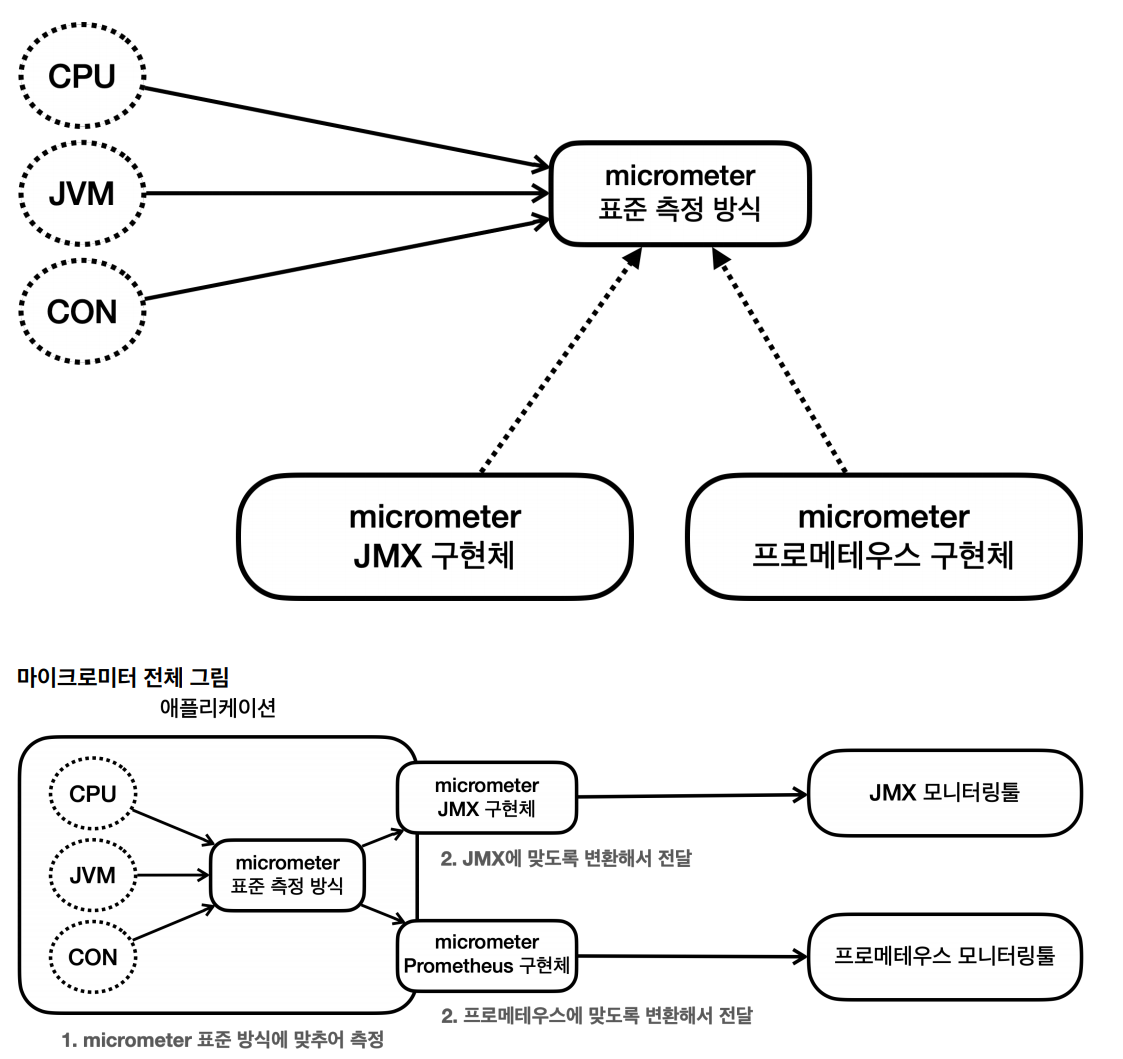 CPU
JVM
CON
micrometer
표준 측정 방식
micrometer
JMX 구현체
micrometer
프로메테우스 구현체
마이크로미터 전체 그림
애플리케이션
CPU
JVM
CON
micrometer
표준 측정 방식
micrometer
JMX 구현체
JMX 모니터링툴
2. JMX에 맞도록 변환해서 전달
micrometer
Prometheus 구현체
프로메테우스 모니터링툴
2. 프로메테우스에 맞도록 변환해서 전달
1. micrometer 표준 방식에 맞추어 측정